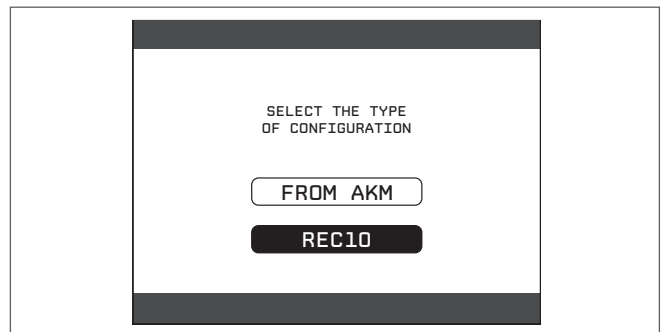 SELECT THE TYPE
OF CONFIGURATION
FROM AKM
REC10